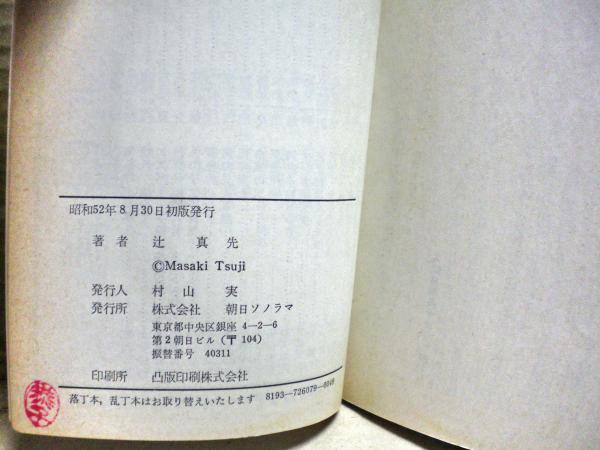 昭和52年8月30日初版発行
著者 辻 真先
©Masaki Tsuji
発行人 村山 実
発行所 株式会社 朝日ソノラマ
東京都中央区銀座 4—2—6
第2朝日ビル (〒104)
振替番号 40311
印刷所 凸版印刷株式会社
落丁本，乱丁本はお取り替えいたします 8193—726079—0049